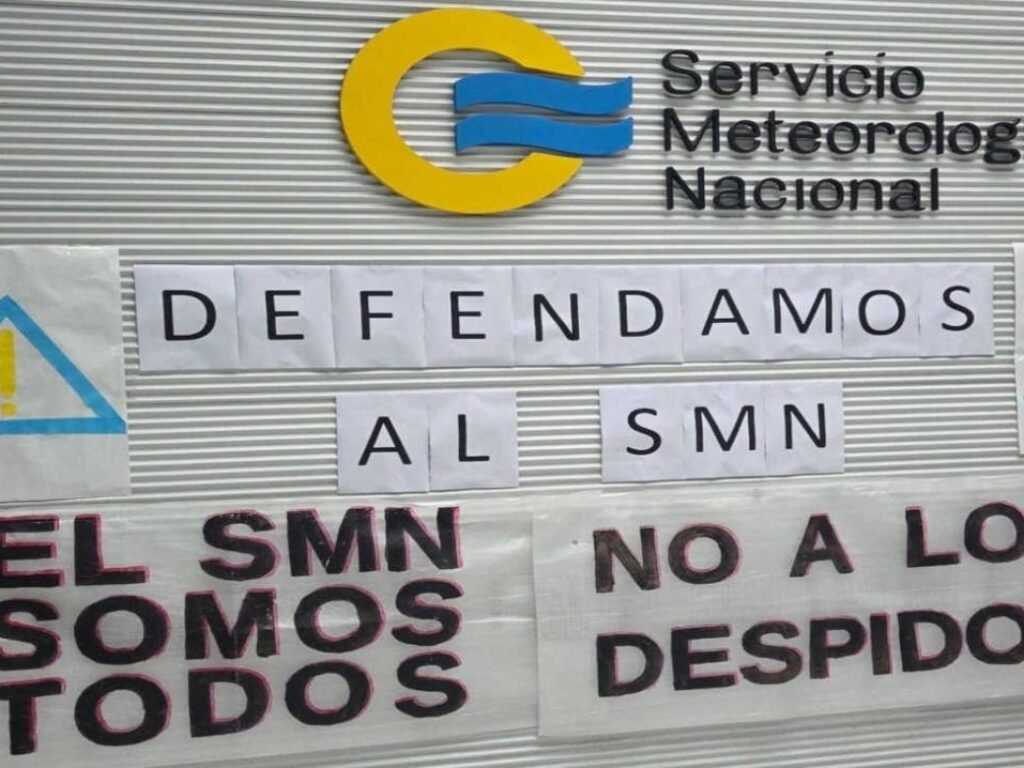 Servicio
Meteorolog
Nacional
!
DEFENDAMOS
AL SMN
EL SMN
SOMOS
TODOS
NO A LO
DESPIDO